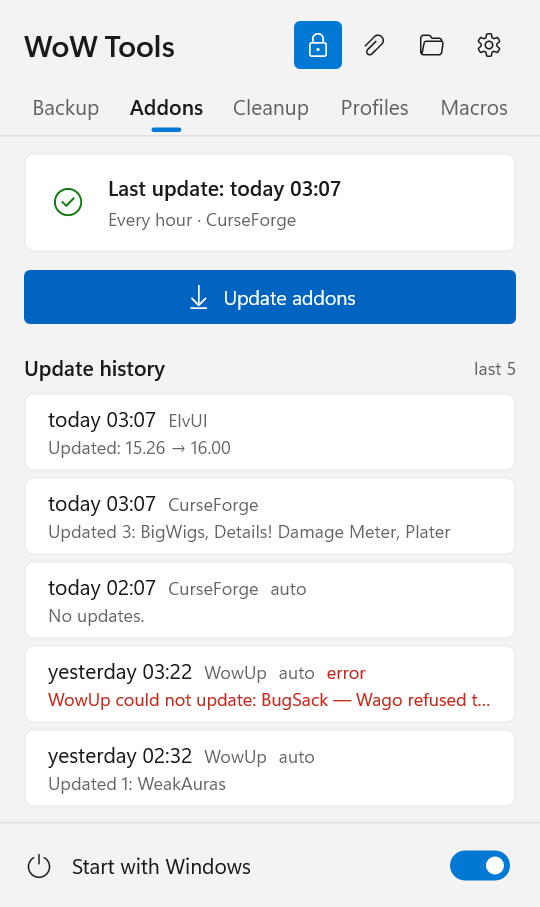 WoW Tools
Backup Addons Cleanup Profiles Macros
Last update: today 03:07
Every hour · CurseForge
Update addons
Update history last 5
today 03:07 ElvUI
Updated: 15.26 → 16.00
today 03:07 CurseForge
Updated 3: BigWigs, Details! Damage Meter, Plater
today 02:07 CurseForge auto
No updates.
yesterday 03:22 WowUp auto error
WowUp could not update: BugSack — Wago refused t...
yesterday 02:32 WowUp auto
Updated 1: WeakAuras
Start with Windows